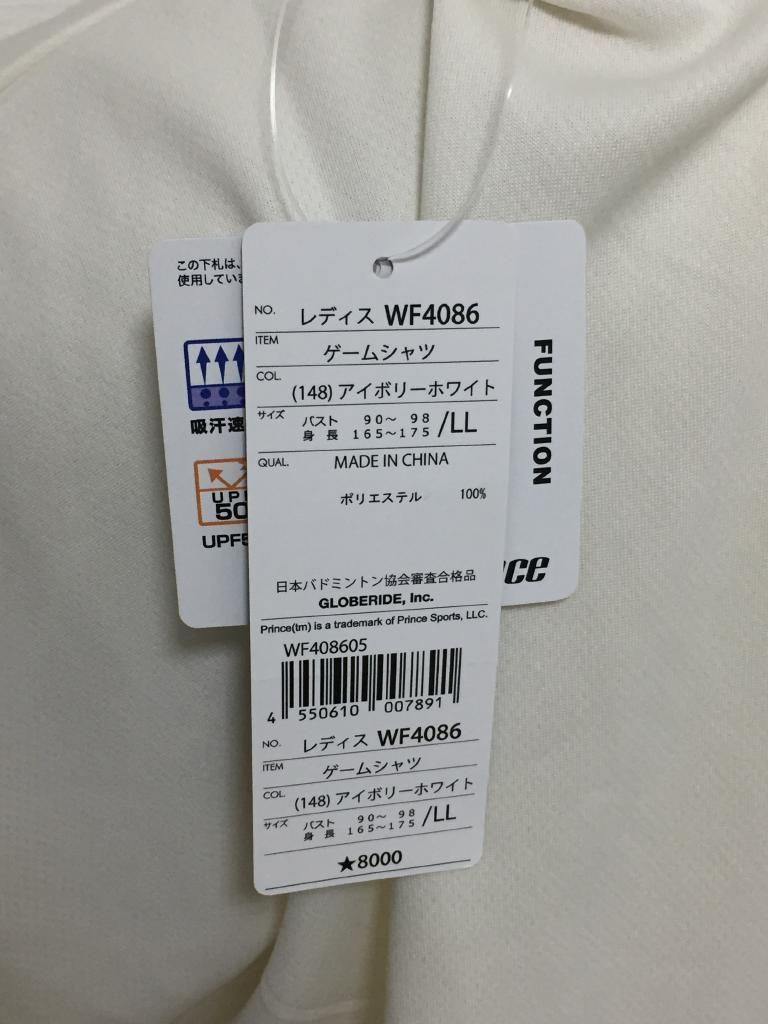 この下札は、
使用してい
吸汗速
UPF
50
UPF5
FUNCTION
nce
NO. レディス WF4086
ITEM ゲームシャツ
COL. (148) アイボリーホワイト
サイズ バスト 90～ 98 /LL
身長 165～175
QUAL. MADE IN CHINA
ポリエステル 100%
日本バドミントン協会審査合格品
GLOBERIDE, Inc.
Prince(tm) is a trademark of Prince Sports, LLC.
WF408605
4 550610 007891
NO. レディス WF4086
ITEM ゲームシャツ
COL. (148) アイボリーホワイト
サイズ バスト 90～ 98 /LL
身長 165～175
★8000